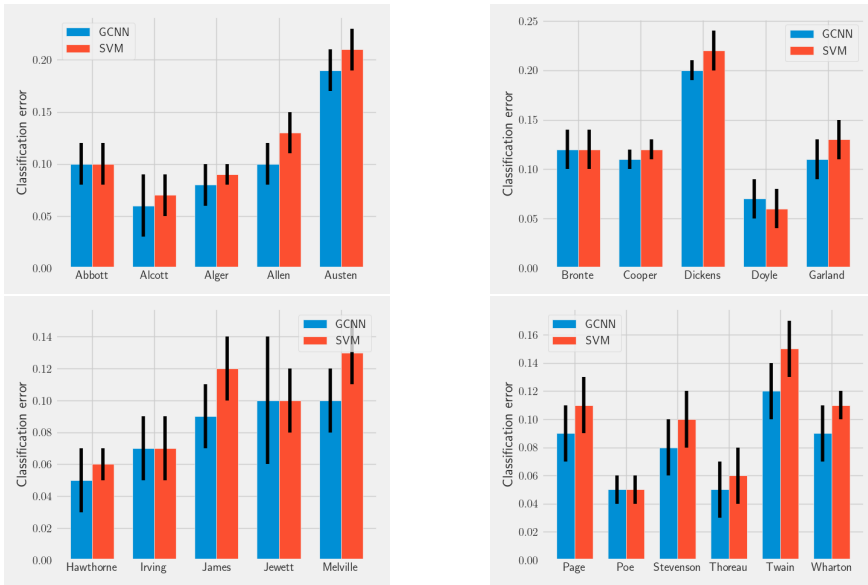 Classification error
0.20
0.15
0.10
0.05
0.00
GCNN
SVM
Abbott Alcott Alger Allen Austen
Classification error
0.25
0.20
0.15
0.10
0.05
0.00
GCNN
SVM
Bronte Cooper Dickens Doyle Garland
Classification error
0.14
0.12
0.10
0.08
0.06
0.04
0.02
0.00
GCNN
SVM
Hawthorne Irving James Jewett Melville
Classification error
0.16
0.14
0.12
0.10
0.08
0.06
0.04
0.02
0.00
GCNN
SVM
Page Poe Stevenson Thoreau Twain Wharton